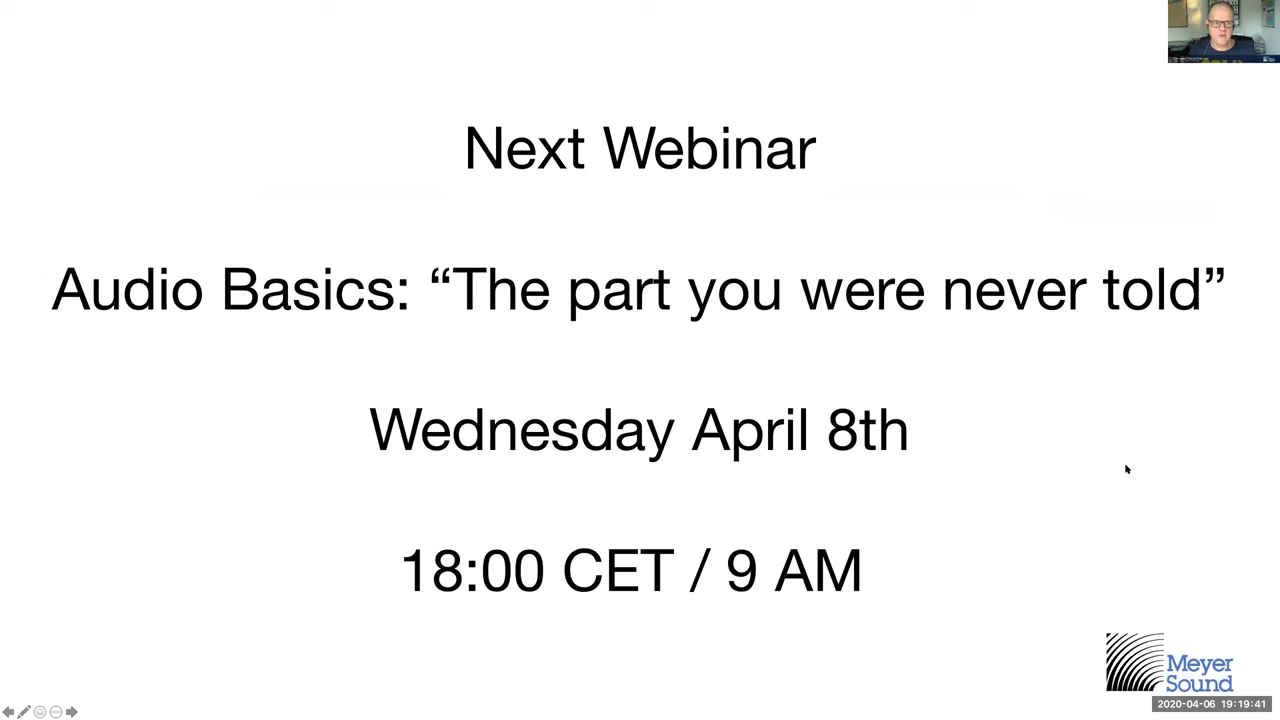 Next Webinar
Audio Basics: “The part you were never told”
Wednesday April 8th
18:00 CET / 9 AM
Meyer
Sound
2020-04-06 19:19:41